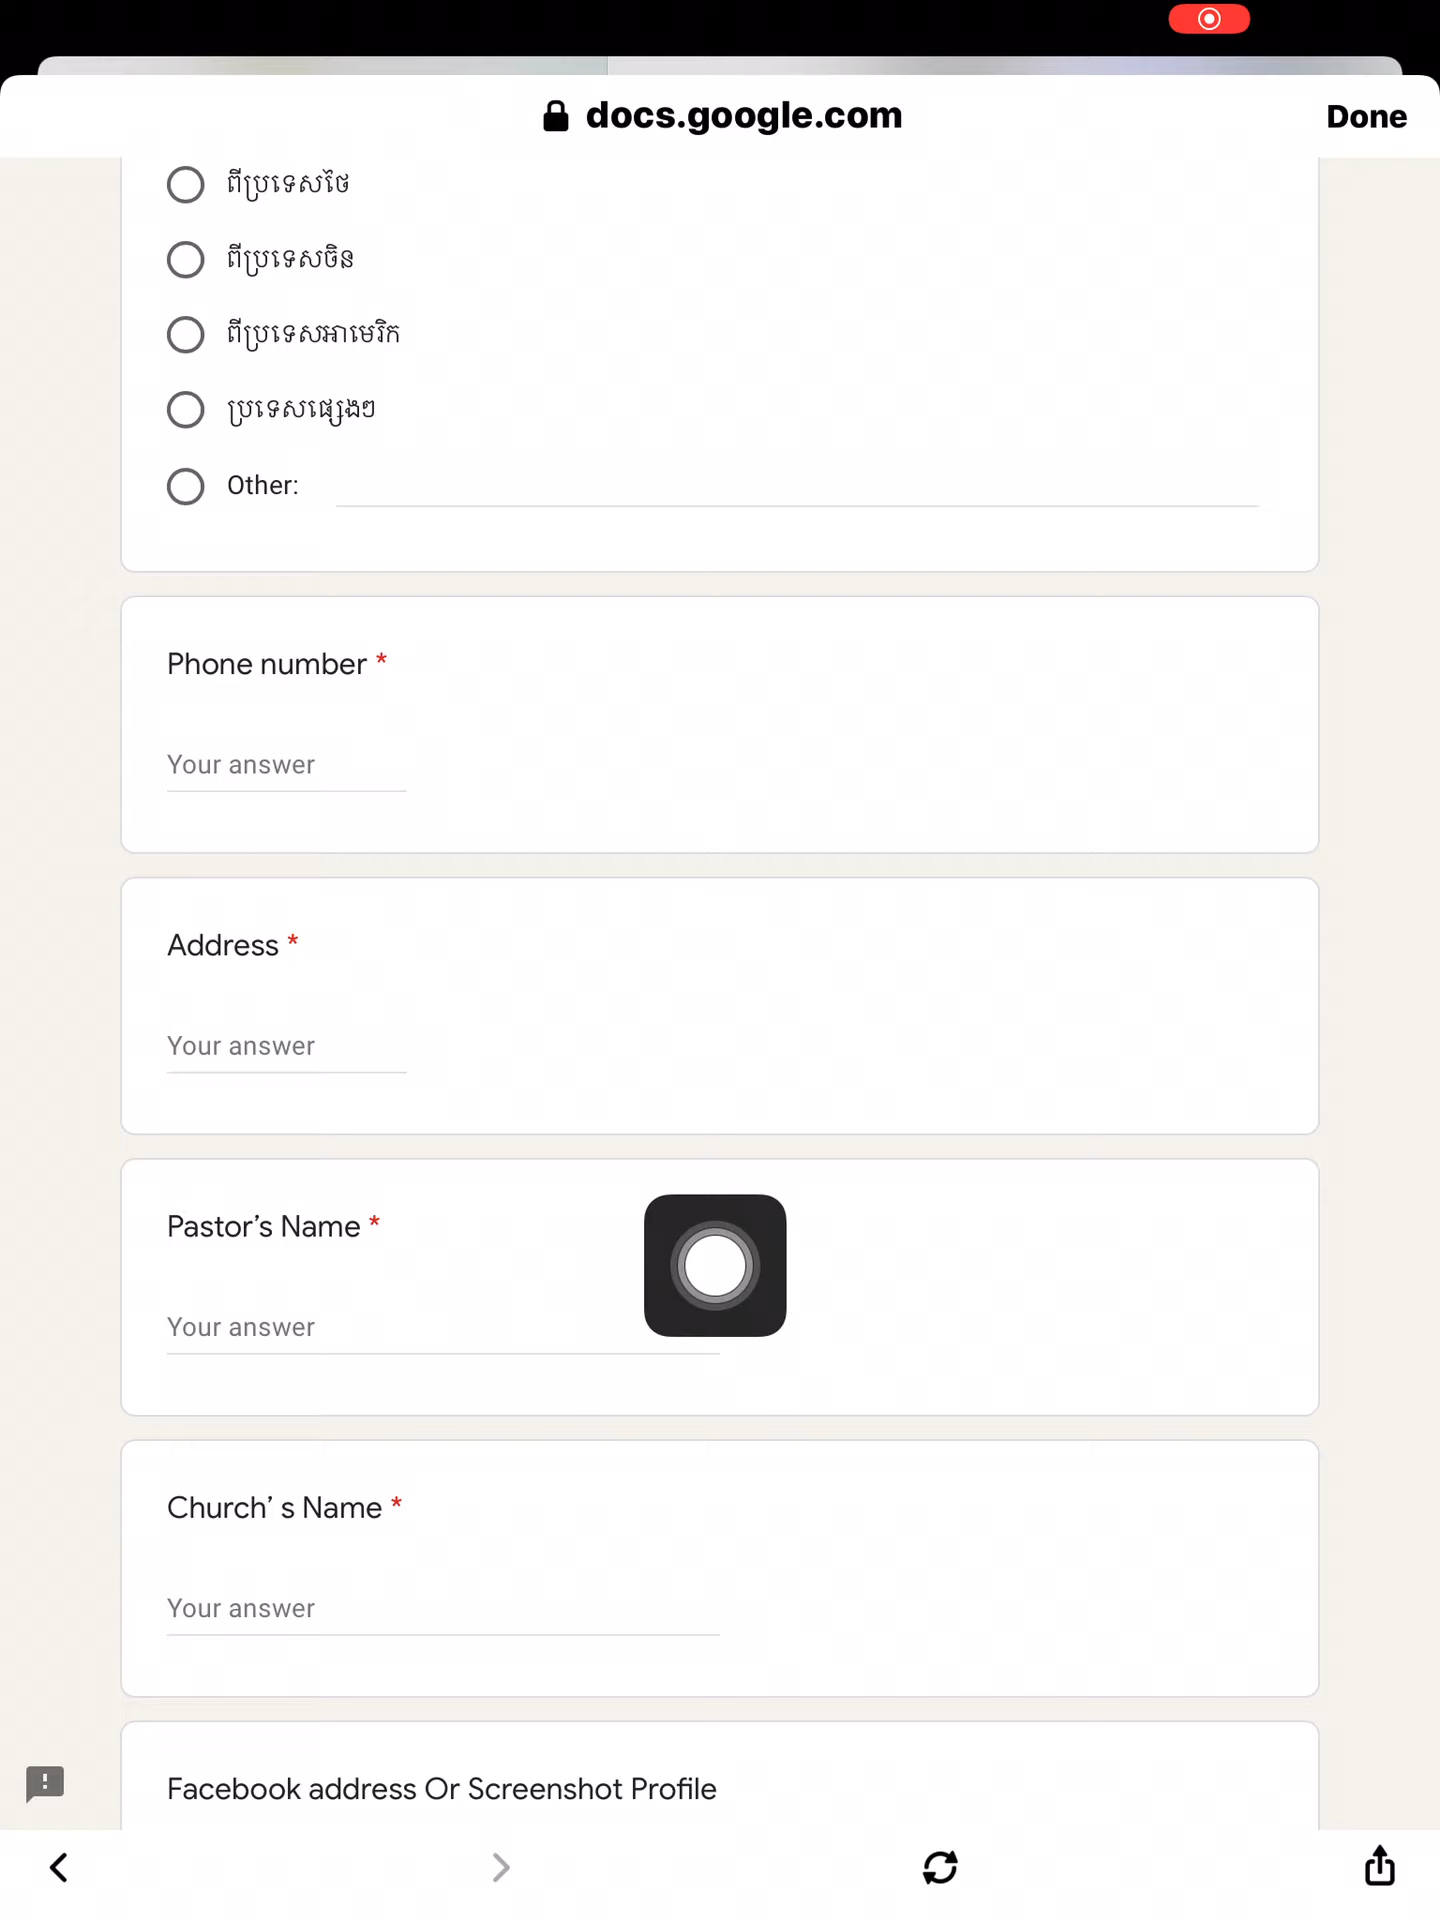 docs.google.com
Done
ពីប្រទេសថៃ
ពីប្រទេសចិន
ពីប្រទេសអាមេរិក
ប្រទេសផ្សេងៗ
Other:
Phone number *
Your answer
Address *
Your answer
Pastor’s Name *
Your answer
Church’ s Name *
Your answer
Facebook address Or Screenshot Profile